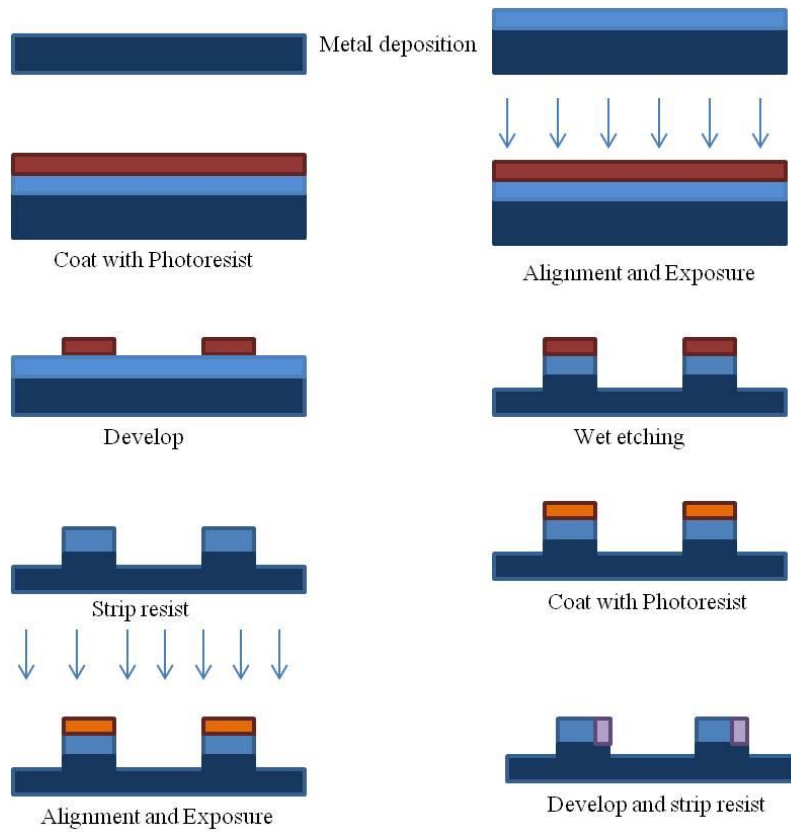 Metal deposition
Coat with Photoresist
Alignment and Exposure
Develop
Wet etching
Strip resist
Coat with Photoresist
Alignment and Exposure
Develop and strip resist